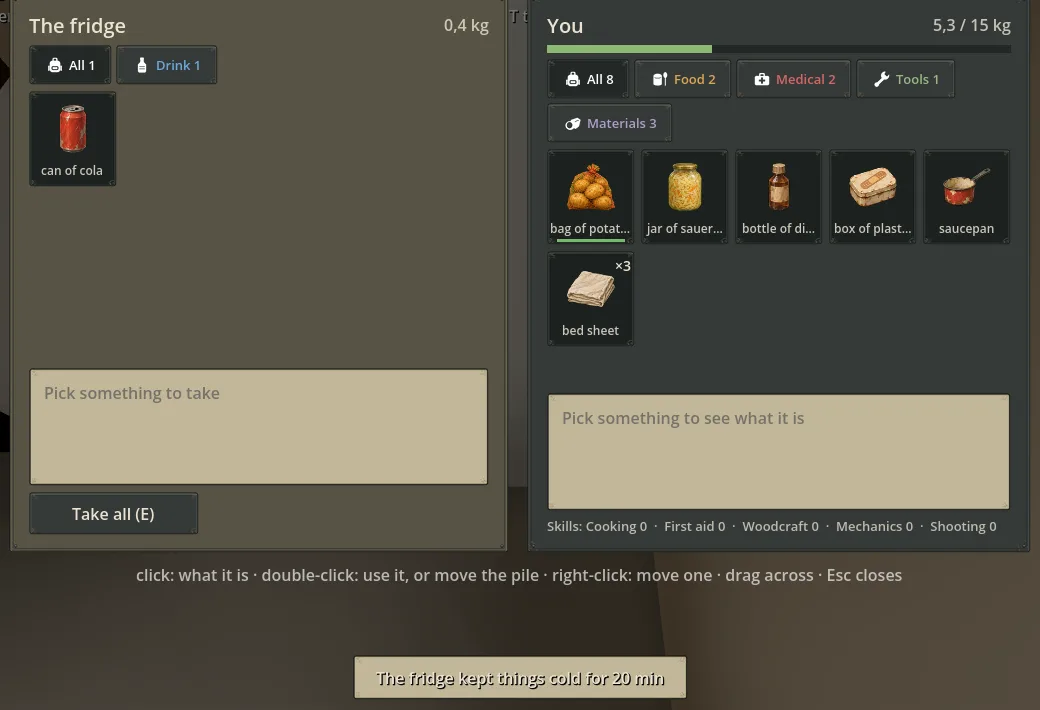 The fridge
0,4 kg
All 1
Drink 1
can of cola
Pick something to take
Take all (E)
You
5,3 / 15 kg
All 8
Food 2
Medical 2
Tools 1
Materials 3
bag of potat...
jar of sauer...
bottle of di...
box of plast...
saucepan
×3
bed sheet
Pick something to see what it is
Skills: Cooking 0 · First aid 0 · Woodcraft 0 · Mechanics 0 · Shooting 0
click: what it is · double-click: use it, or move the pile · right-click: move one · drag across · Esc closes
The fridge kept things cold for 20 min